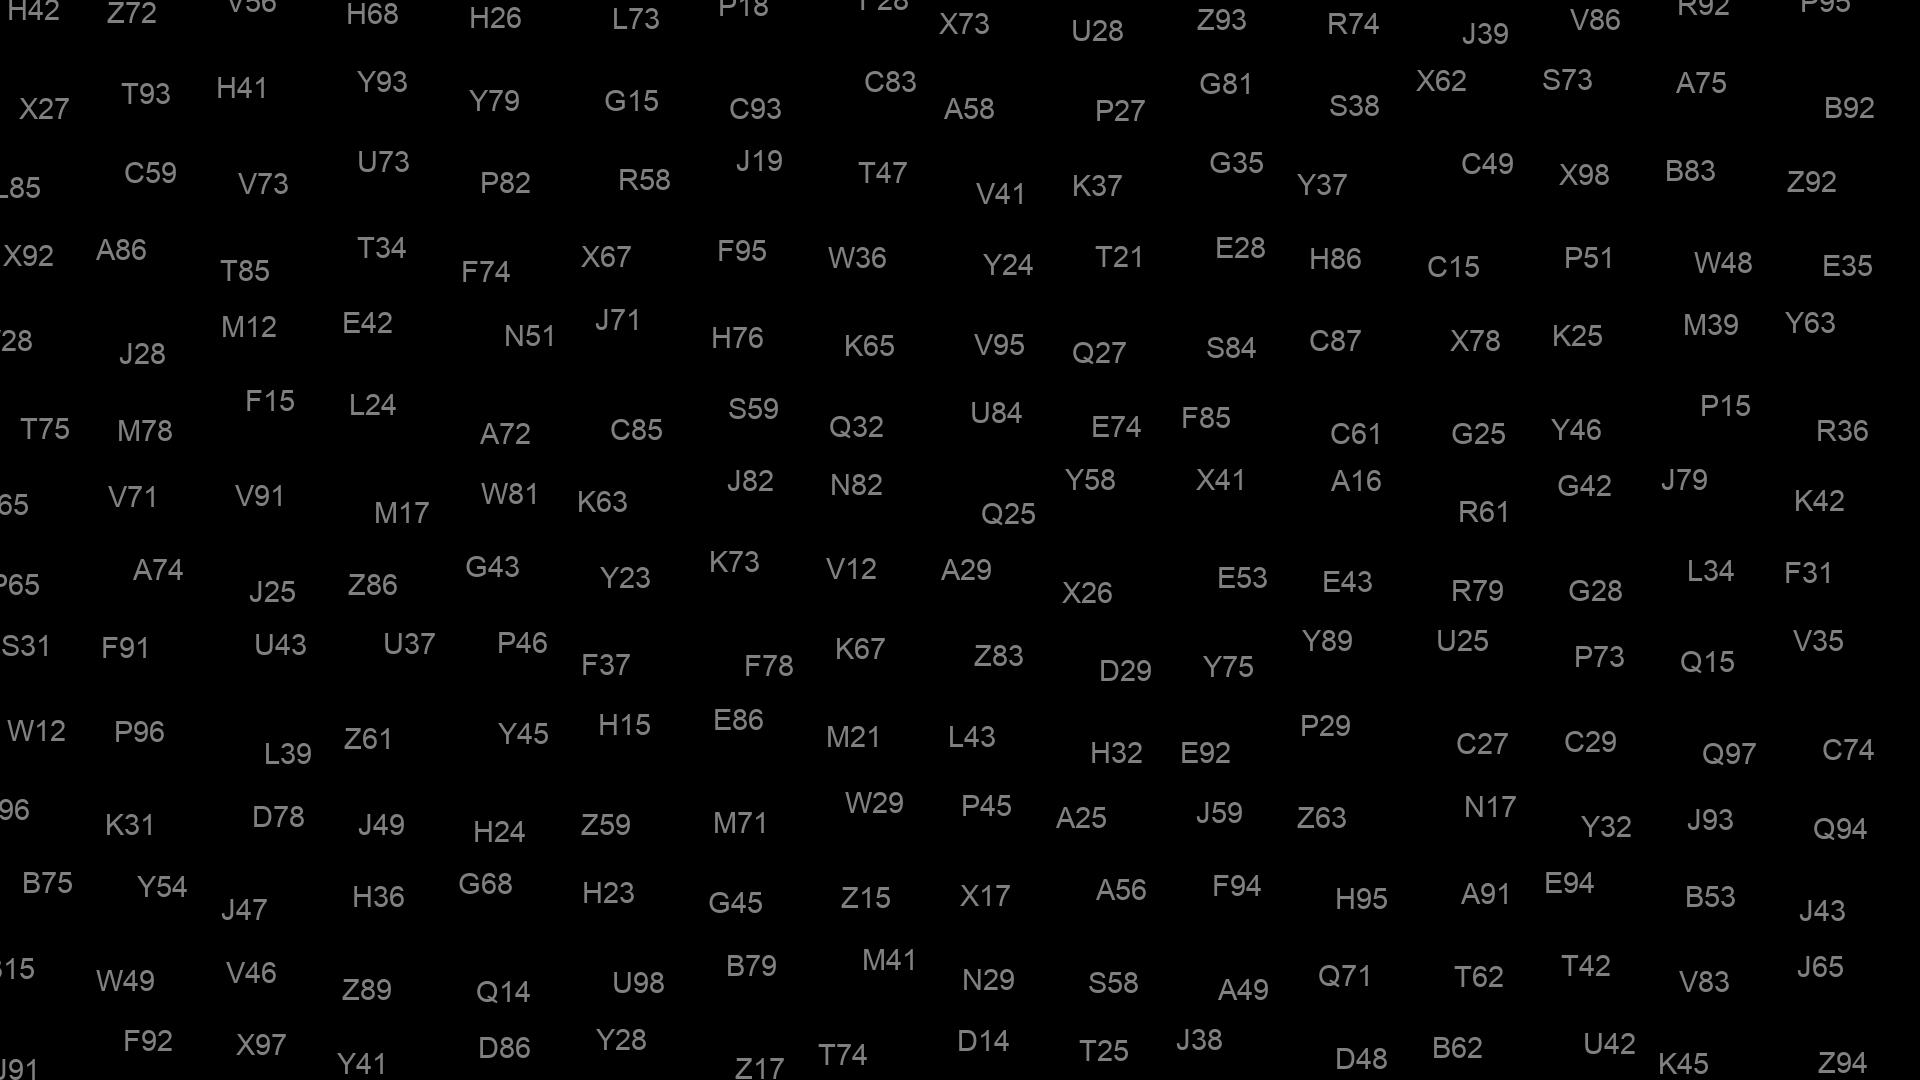 H42 Z72 V56 H68 H26 L73 P18 X73 U28 Z93 R74 J39 V86 R92 P95
X27 T93 H41 Y93 Y79 G15 C93 C83 A58 P27 G81 S38 X62 S73 A75 B92
L85 C59 V73 U73 P82 R58 J19 T47 V41 K37 G35 Y37 C49 X98 B83 Z92
X92 A86 T85 T34 F74 X67 F95 W36 Y24 T21 E28 H86 C15 P51 W48 E35
28 J28 M12 E42 N51 J71 H76 K65 V95 Q27 S84 C87 X78 K25 M39 Y63
T75 M78 F15 L24 A72 C85 S59 Q32 U84 E74 F85 C61 G25 Y46 P15 R36
65 V71 V91 M17 W81 K63 J82 N82 Q25 Y58 X41 A16 R61 G42 J79 K42
P65 A74 J25 Z86 G43 Y23 K73 V12 A29 X26 E53 E43 R79 G28 L34 F31
S31 F91 U43 U37 P46 F37 F78 K67 Z83 D29 Y75 Y89 U25 P73 Q15 V35
W12 P96 L39 Z61 Y45 H15 E86 M21 L43 H32 E92 P29 C27 C29 Q97 C74
96 K31 D78 J49 H24 Z59 M71 W29 P45 A25 J59 Z63 N17 Y32 J93 Q94
B75 Y54 J47 H36 G68 H23 G45 Z15 X17 A56 F94 H95 A91 E94 B53 J43
15 W49 V46 Z89 Q14 U98 B79 M41 N29 S58 A49 Q71 T62 T42 V83 J65
J91 F92 X97 Y41 D86 Y28 Z17 T74 D14 T25 J38 D48 B62 U42 K45 Z94